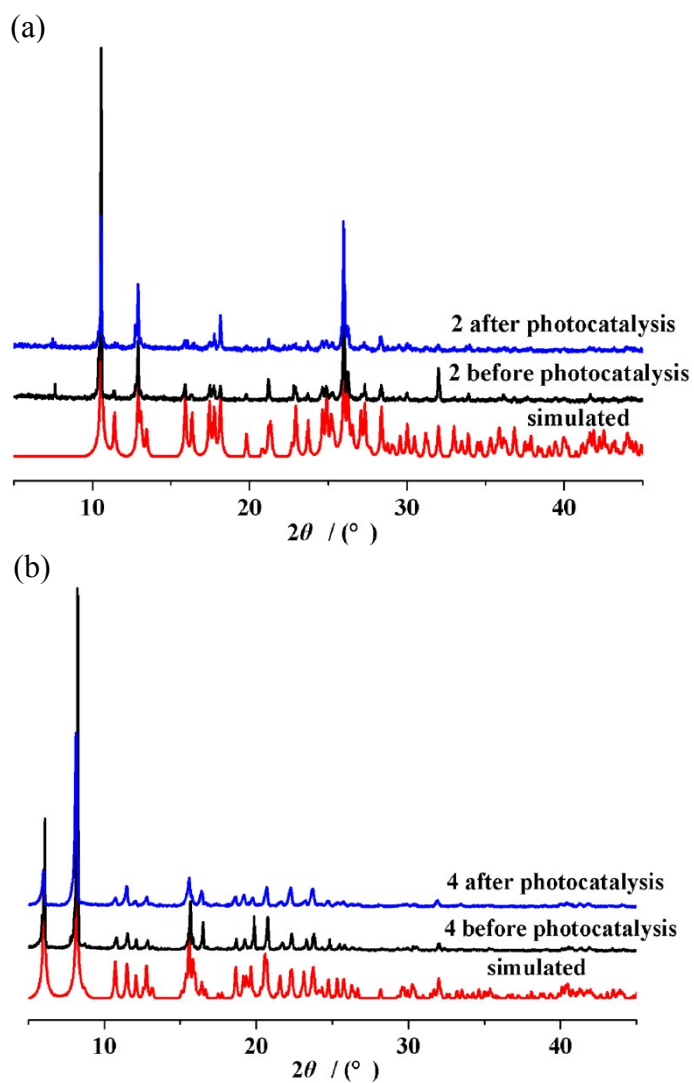 (a)
2 after photocatalysis
2 before photocatalysis
simulated
10 20 30 40
2θ / (° )
(b)
4 after photocatalysis
4 before photocatalysis
simulated
10 20 30 40
2θ / (° )